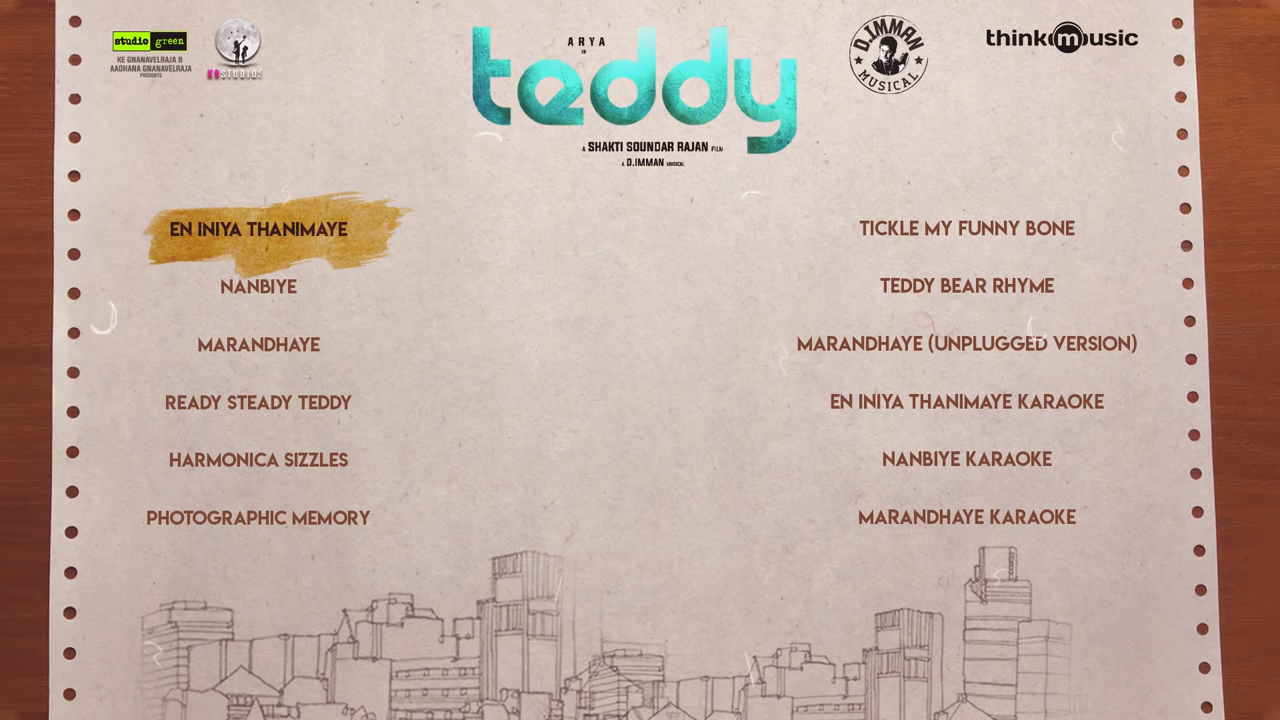 studio green
KE GNANAVELRAJA &
AADHANA GNANAVELRAJA
PRESENTS
STUDIOS
ARYA
IN
teddy
A SHAKTI SOUNDAR RAJAN FILM
A D.IMMAN MUSICAL
D.IMMAN
MUSICAL
think music
EN INIYA THANIMAYE
NANBIYE
MARANDHAYE
READY STEADY TEDDY
HARMONICA SIZZLES
PHOTOGRAPHIC MEMORY
TICKLE MY FUNNY BONE
TEDDY BEAR RHYME
MARANDHAYE (UNPLUGGED VERSION)
EN INIYA THANIMAYE KARAOKE
NANBIYE KARAOKE
MARANDHAYE KARAOKE